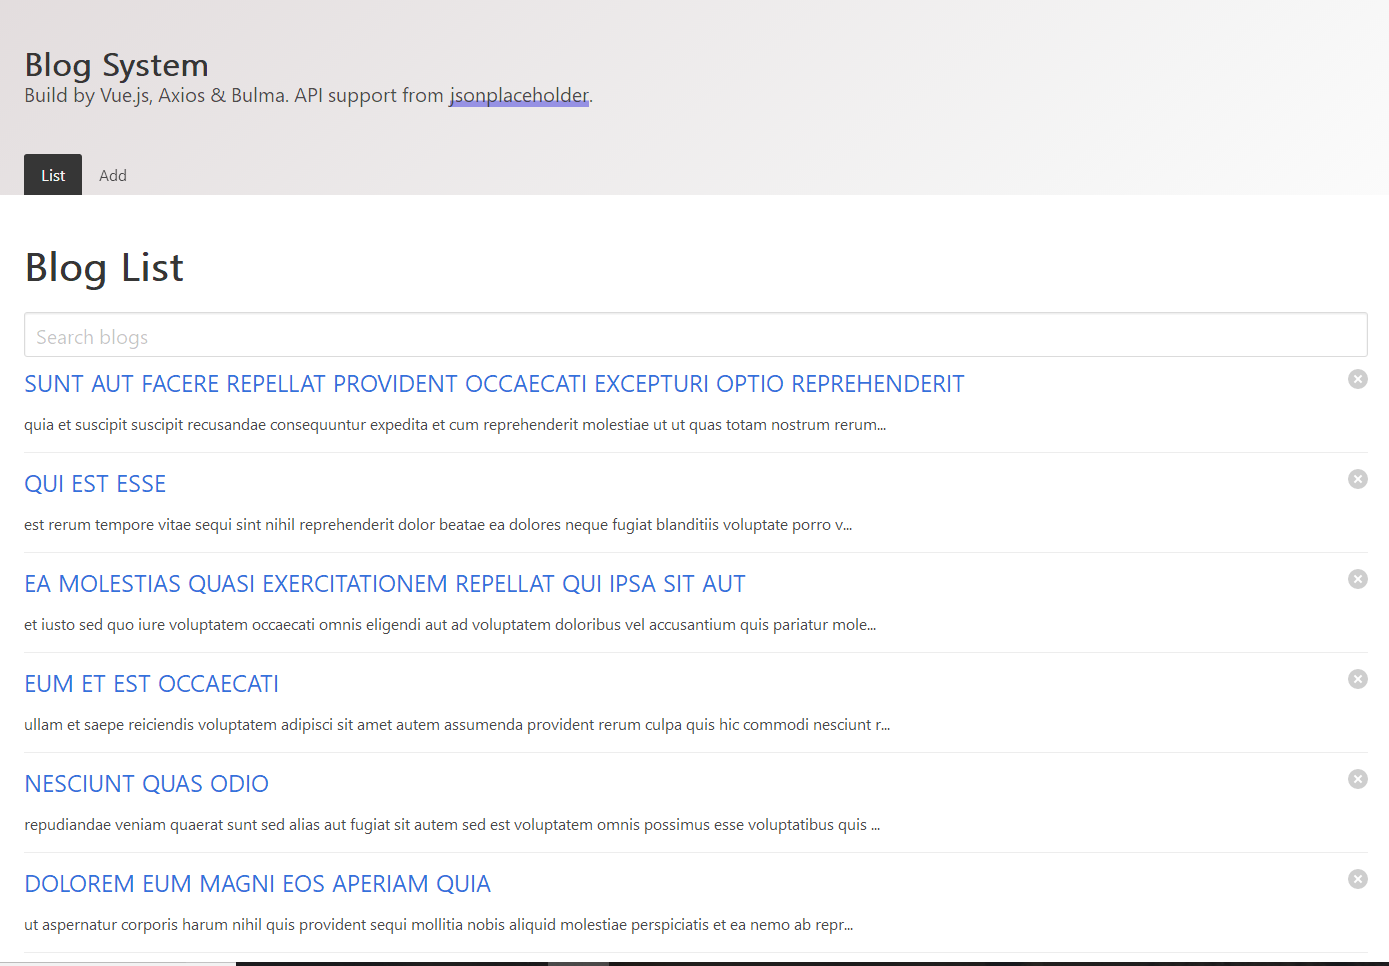 Blog System
Build by Vue.js, Axios & Bulma. API support from jsonplaceholder.
List
Add
Blog List
Search blogs
SUNT AUT FACERE REPELLAT PROVIDENT OCCAECATI EXCEPTURI OPTIO REPREHENDERIT
quia et suscipit suscipit recusandae consequuntur expedita et cum reprehenderit molestiae ut ut quas totam nostrum rerum...
QUI EST ESSE
est rerum tempore vitae sequi sint nihil reprehenderit dolor beatae ea dolores neque fugiat blanditiis voluptate porro v...
EA MOLESTIAS QUASI EXERCITATIONEM REPELLAT QUI IPSA SIT AUT
et iusto sed quo iure voluptatem occaecati omnis eligendi aut ad voluptatem doloribus vel accusantium quis pariatur mole...
EUM ET EST OCCAECATI
ullam et saepe reiciendis voluptatem adipisci sit amet autem assumenda provident rerum culpa quis hic commodi nesciunt r...
NESCIUNT QUAS ODIO
repudiandae veniam quaerat sunt sed alias aut fugiat sit autem sed est voluptatem omnis possimus esse voluptatibus quis ...
DOLOREM EUM MAGNI EOS APERIAM QUIA
ut aspernatur corporis harum nihil quis provident sequi mollitia nobis aliquid molestiae perspiciatis et ea nemo ab repr...